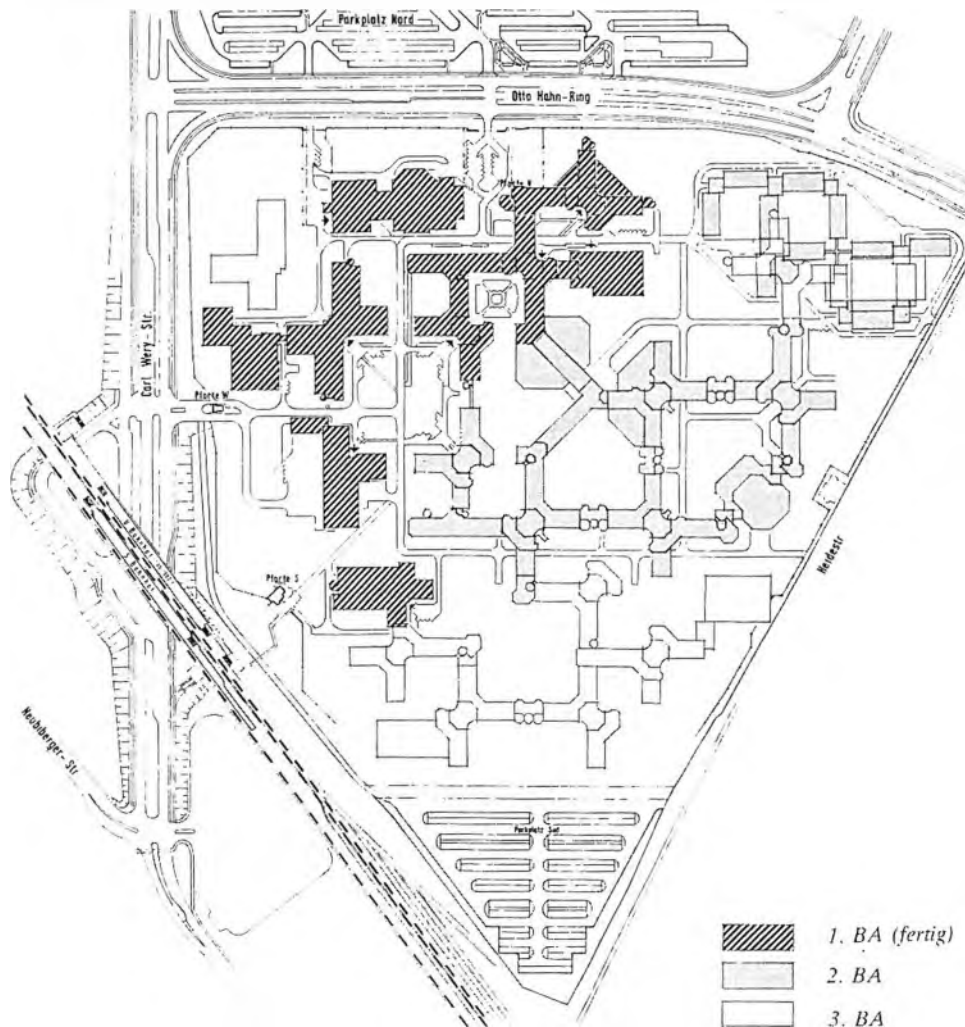 Parkplatz Nord
Otto Hahn-Ring
Pforte N
Carl Wery-Str.
Pforte W
Heidestr
Pforte S
Neubiberger-Str
Parkplatz Süd
1. BA (fertig)
2. BA
3. BA